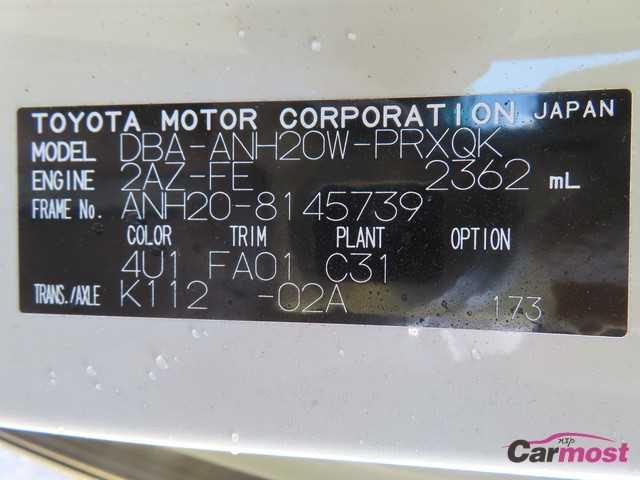 TOYOTA MOTOR CORPORATION JAPAN
MODEL DBA-ANH20W-PRXQK
ENGINE 2AZ-FE 2362 mL
FRAME No. ANH20-8145739
COLOR TRIM PLANT OPTION
4U1 FA01 C31
TRANS./AXLE K112 -02A 173
nxp
Carmost